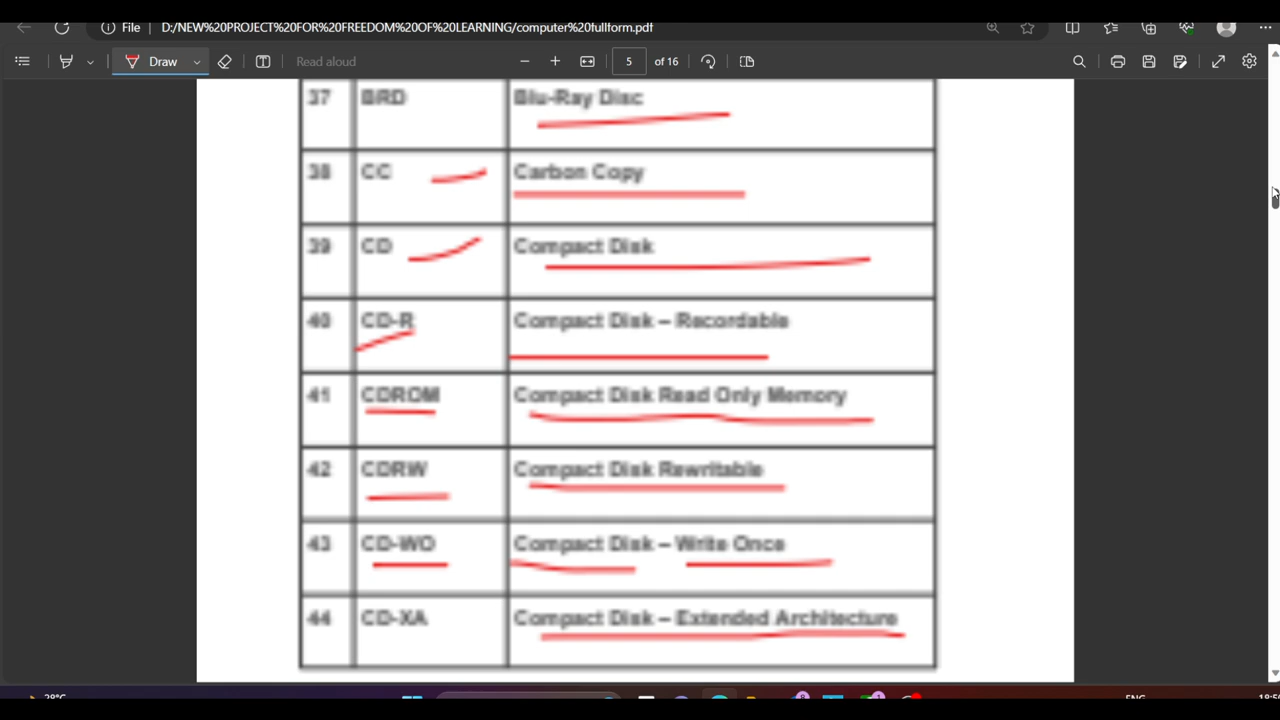 File D:/NEW%20PROJECT%20FOR%20FREEDOM%20OF%20LEARNING/computer%20fullform.pdf
Draw Read aloud 5 of 16
37 BRD Blu-Ray Disc
38 CC Carbon Copy
39 CD Compact Disk
40 CD-R Compact Disk – Recordable
41 CDROM Compact Disk Read Only Memory
42 CDRW Compact Disk Rewritable
43 CD-WO Compact Disk – Write Once
44 CD-XA Compact Disk – Extended Architecture
28°C ENG